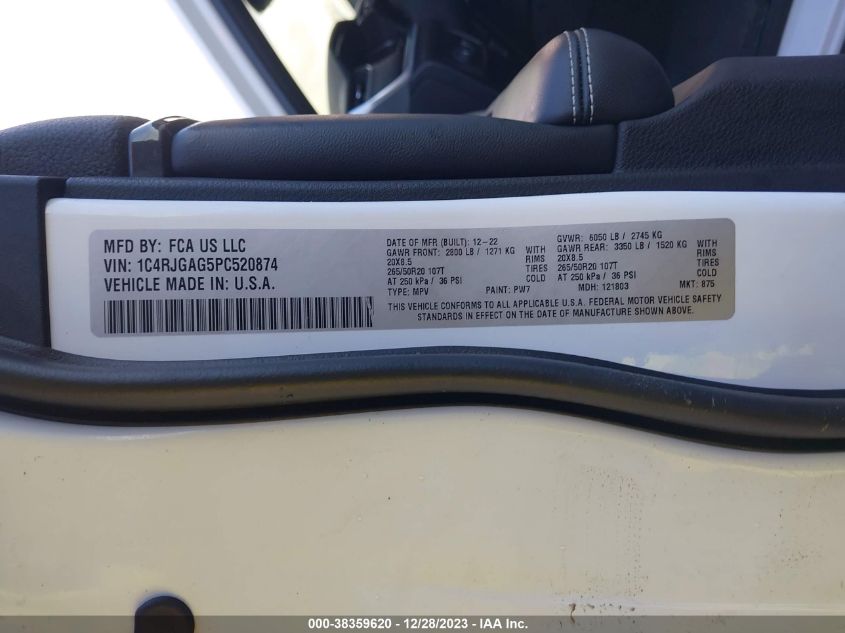 MFD BY: FCA US LLC
VIN: 1C4RJGAG5PC520874
VEHICLE MADE IN: U.S.A.
DATE OF MFR (BUILT): 12-22
GAWR FRONT: 2800 LB / 1271 KG WITH
20X8.5 RIMS
265/50R20 107T TIRES
AT 250 kPa / 36 PSI COLD
TYPE: MPV PAINT: PW7
GVWR: 6050 LB / 2745 KG
GAWR REAR: 3350 LB / 1520 KG WITH
20X8.5 RIMS
265/50R20 107T TIRES
AT 250 kPa / 36 PSI COLD
MDH: 121803 MKT: 875
THIS VEHICLE CONFORMS TO ALL APPLICABLE U.S.A. FEDERAL MOTOR VEHICLE SAFETY
STANDARDS IN EFFECT ON THE DATE OF MANUFACTURE SHOWN ABOVE.
000-38359620 - 12/28/2023 - IAA Inc.